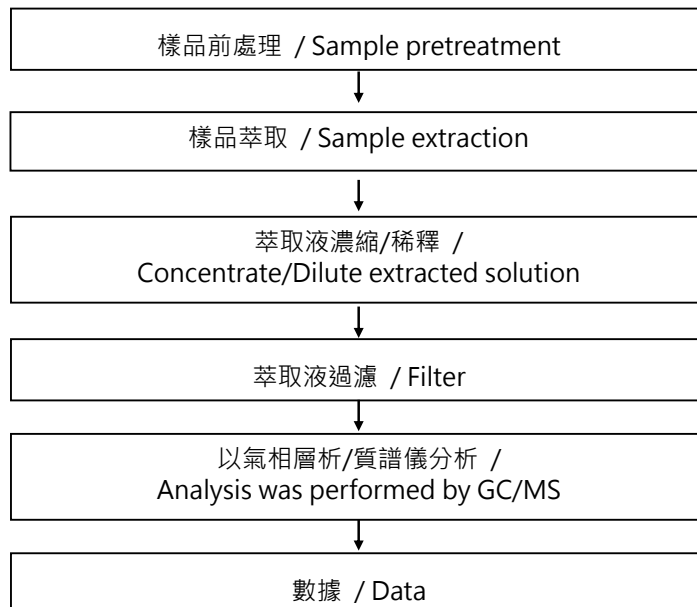 樣品前處理 / Sample pretreatment
樣品萃取 / Sample extraction
萃取液濃縮/稀釋 /
Concentrate/Dilute extracted solution
萃取液過濾 / Filter
以氣相層析/質譜儀分析 /
Analysis was performed by GC/MS
數據 / Data